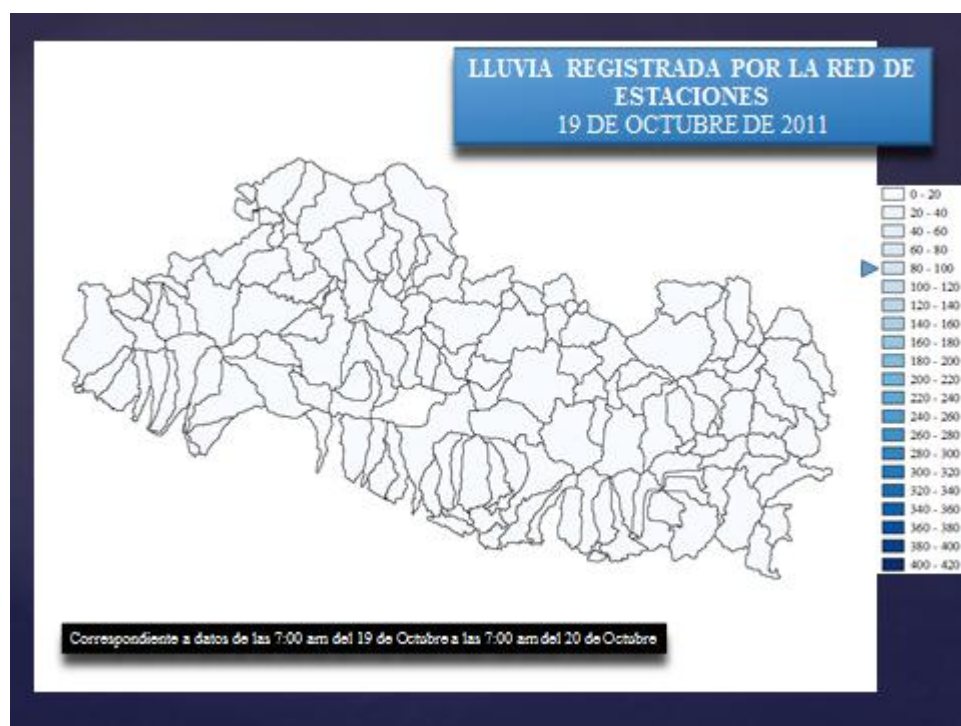 LLUVIA REGISTRADA POR LA RED DE
ESTACIONES
19 DE OCTUBRE DE 2011
0 - 20
20 - 40
40 - 60
60 - 80
80 - 100
100 - 120
120 - 140
140 - 160
160 - 180
180 - 200
200 - 220
220 - 240
240 - 260
260 - 280
280 - 300
300 - 320
320 - 340
340 - 360
360 - 380
380 - 400
400 - 420
Correspondiente a datos de las 7:00 am del 19 de Octubre a las 7:00 am del 20 de Octubre